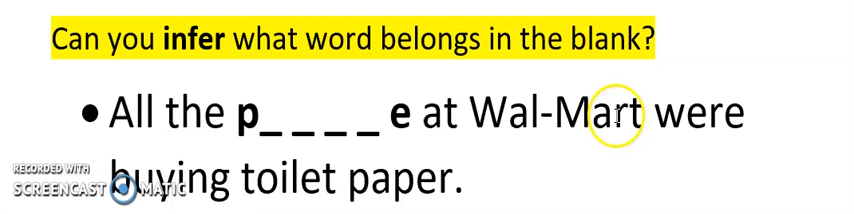 Can you infer what word belongs in the blank?
• All the p_ _ _ _ e at Wal-Mart were
buying toilet paper.
RECORDED WITH
SCREENCAST MATIC